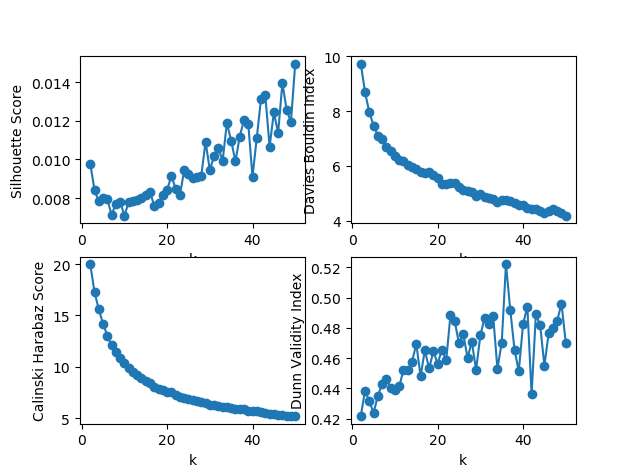 Silhouette Score
0.014
0.012
0.010
0.008
0 20 40
k
Davies Bouldin Index
10
8
6
4
0 20 40
k
Calinski Harabaz Score
20
15
10
5
0 20 40
k
Dunn Validity Index
0.52
0.50
0.48
0.46
0.44
0.42
0 20 40
k